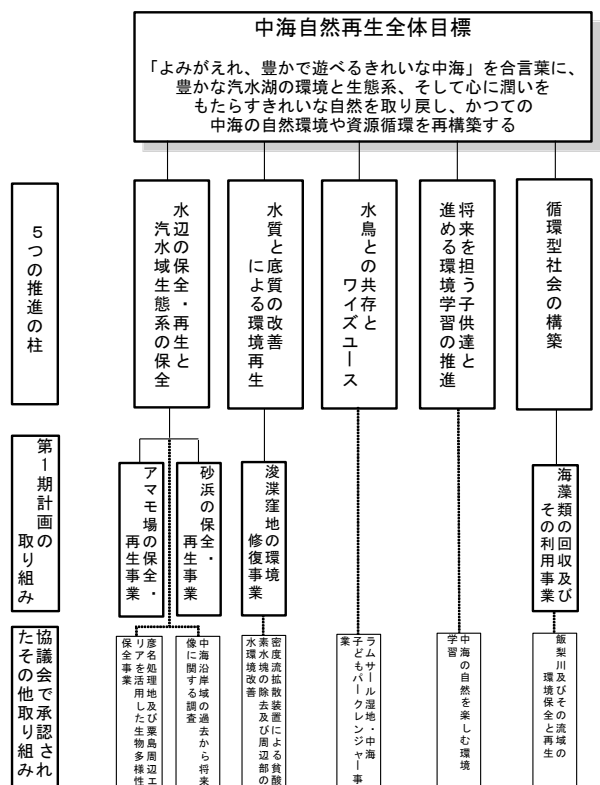 中海自然再生全体目標
「よみがえれ、豊かで遊べるきれいな中海」を合言葉に、
豊かな汽水湖の環境と生態系、そして心に潤いを
もたらすきれいな自然を取り戻し、かつての
中海の自然環境や資源循環を再構築する
5つの推進の柱
水辺の保全・再生と
汽水域生態系の保全
水質と底質の改善
による環境再生
水鳥との共存と
ワイズユース
将来を担う子供達と
進める環境学習の推進
循環型社会の構築
第1期計画の
取り組み
アマモ場の保全・
再生事業
砂浜の保全・
再生事業
浚渫窪地の環境
修復事業
海藻類の回収及び
その利用事業
協議会で承認され
たその他取り組み
彦名処理地及び粟島周辺エ
リアを活用した生物多様性
保全事業
中海沿岸域の過去から将来
像に関する調査
密度流拡散装置による貧酸
素水塊の除去及び周辺部の
水環境改善
ラムサール湿地・中海
子どもパークレンジャー事
業
中海の自然を楽しむ環境
学習
飯梨川及びその流域の
環境保全と再生